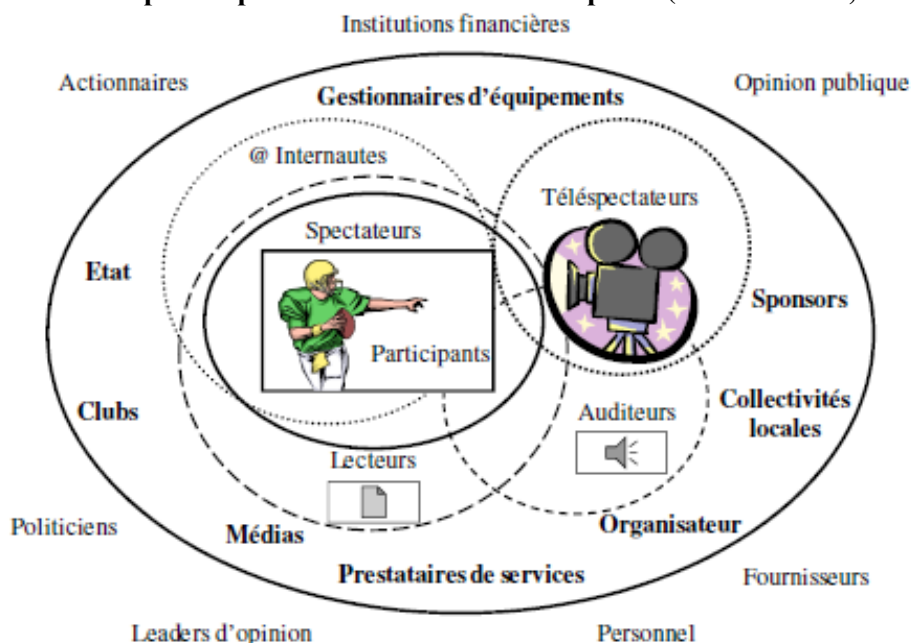 Institutions financières
Actionnaires
Opinion publique
Gestionnaires d'équipements
@ Internautes
Téléspectateurs
Spectateurs
Etat
Sponsors
Participants
Clubs
Collectivités
locales
Auditeurs
Lecteurs
Politiciens
Médias
Organisateur
Prestataires de services
Fournisseurs
Leaders d'opinion
Personnel